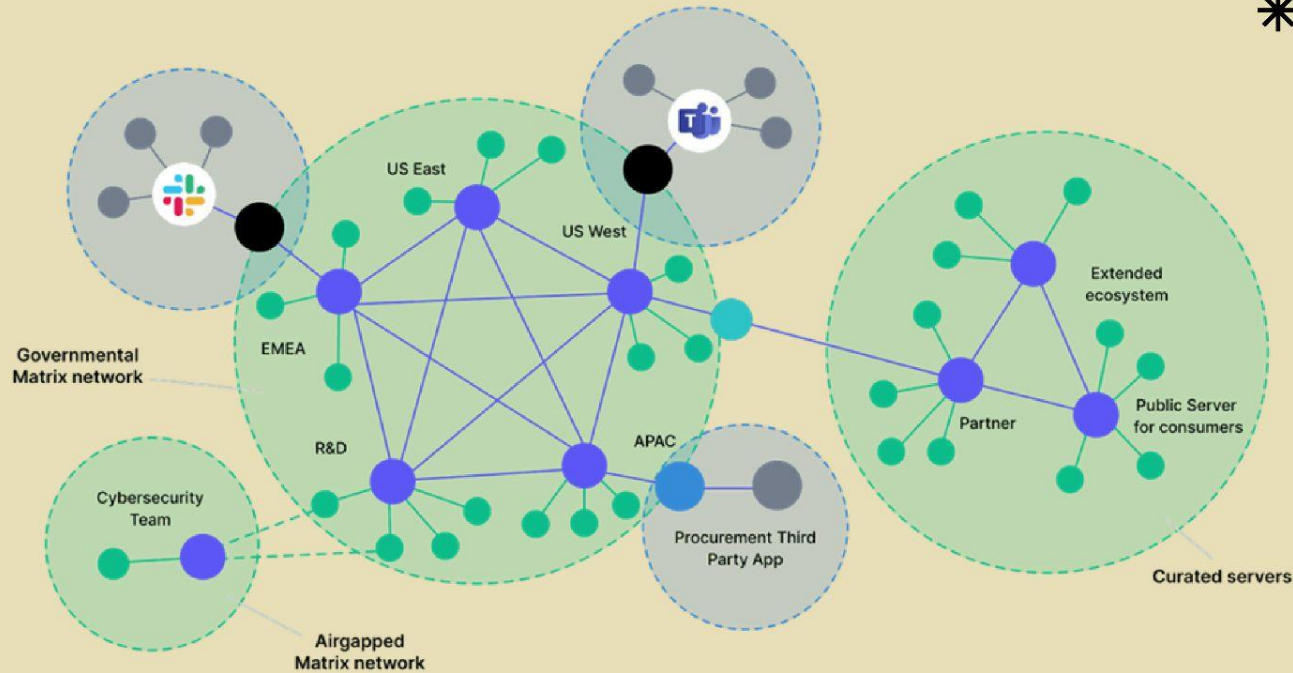 US East
US West
Extended
ecosystem
EMEA
Governmental
Matrix network
Partner
Public Server
for consumers
R&D
APAC
Cybersecurity
Team
Procurement Third
Party App
Curated servers
Airgapped
Matrix network